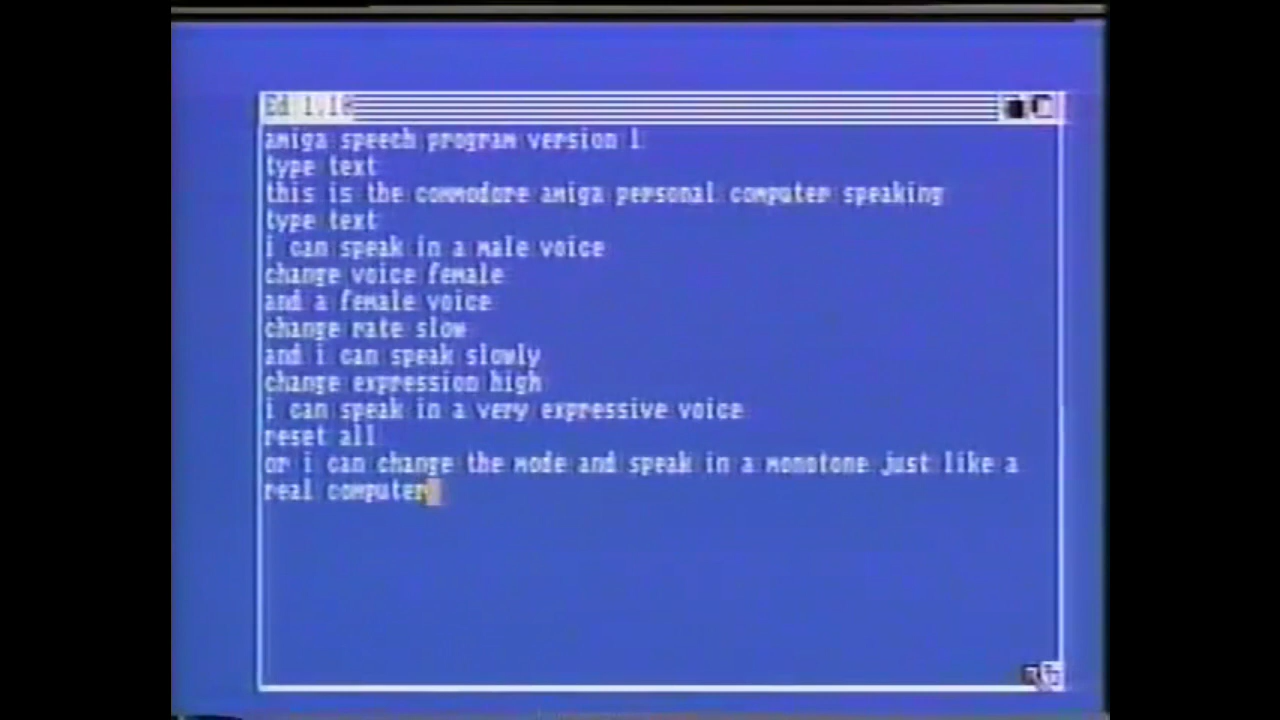 Ed 1.18
amiga speech program version 1
type text
this is the commodore amiga personal computer speaking
type text
i can speak in a male voice
change voice female
and a female voice
change rate slow
and i can speak slowly
change expression high
i can speak in a very expressive voice
reset all
or i can change the mode and speak in a monotone just like a
real computer